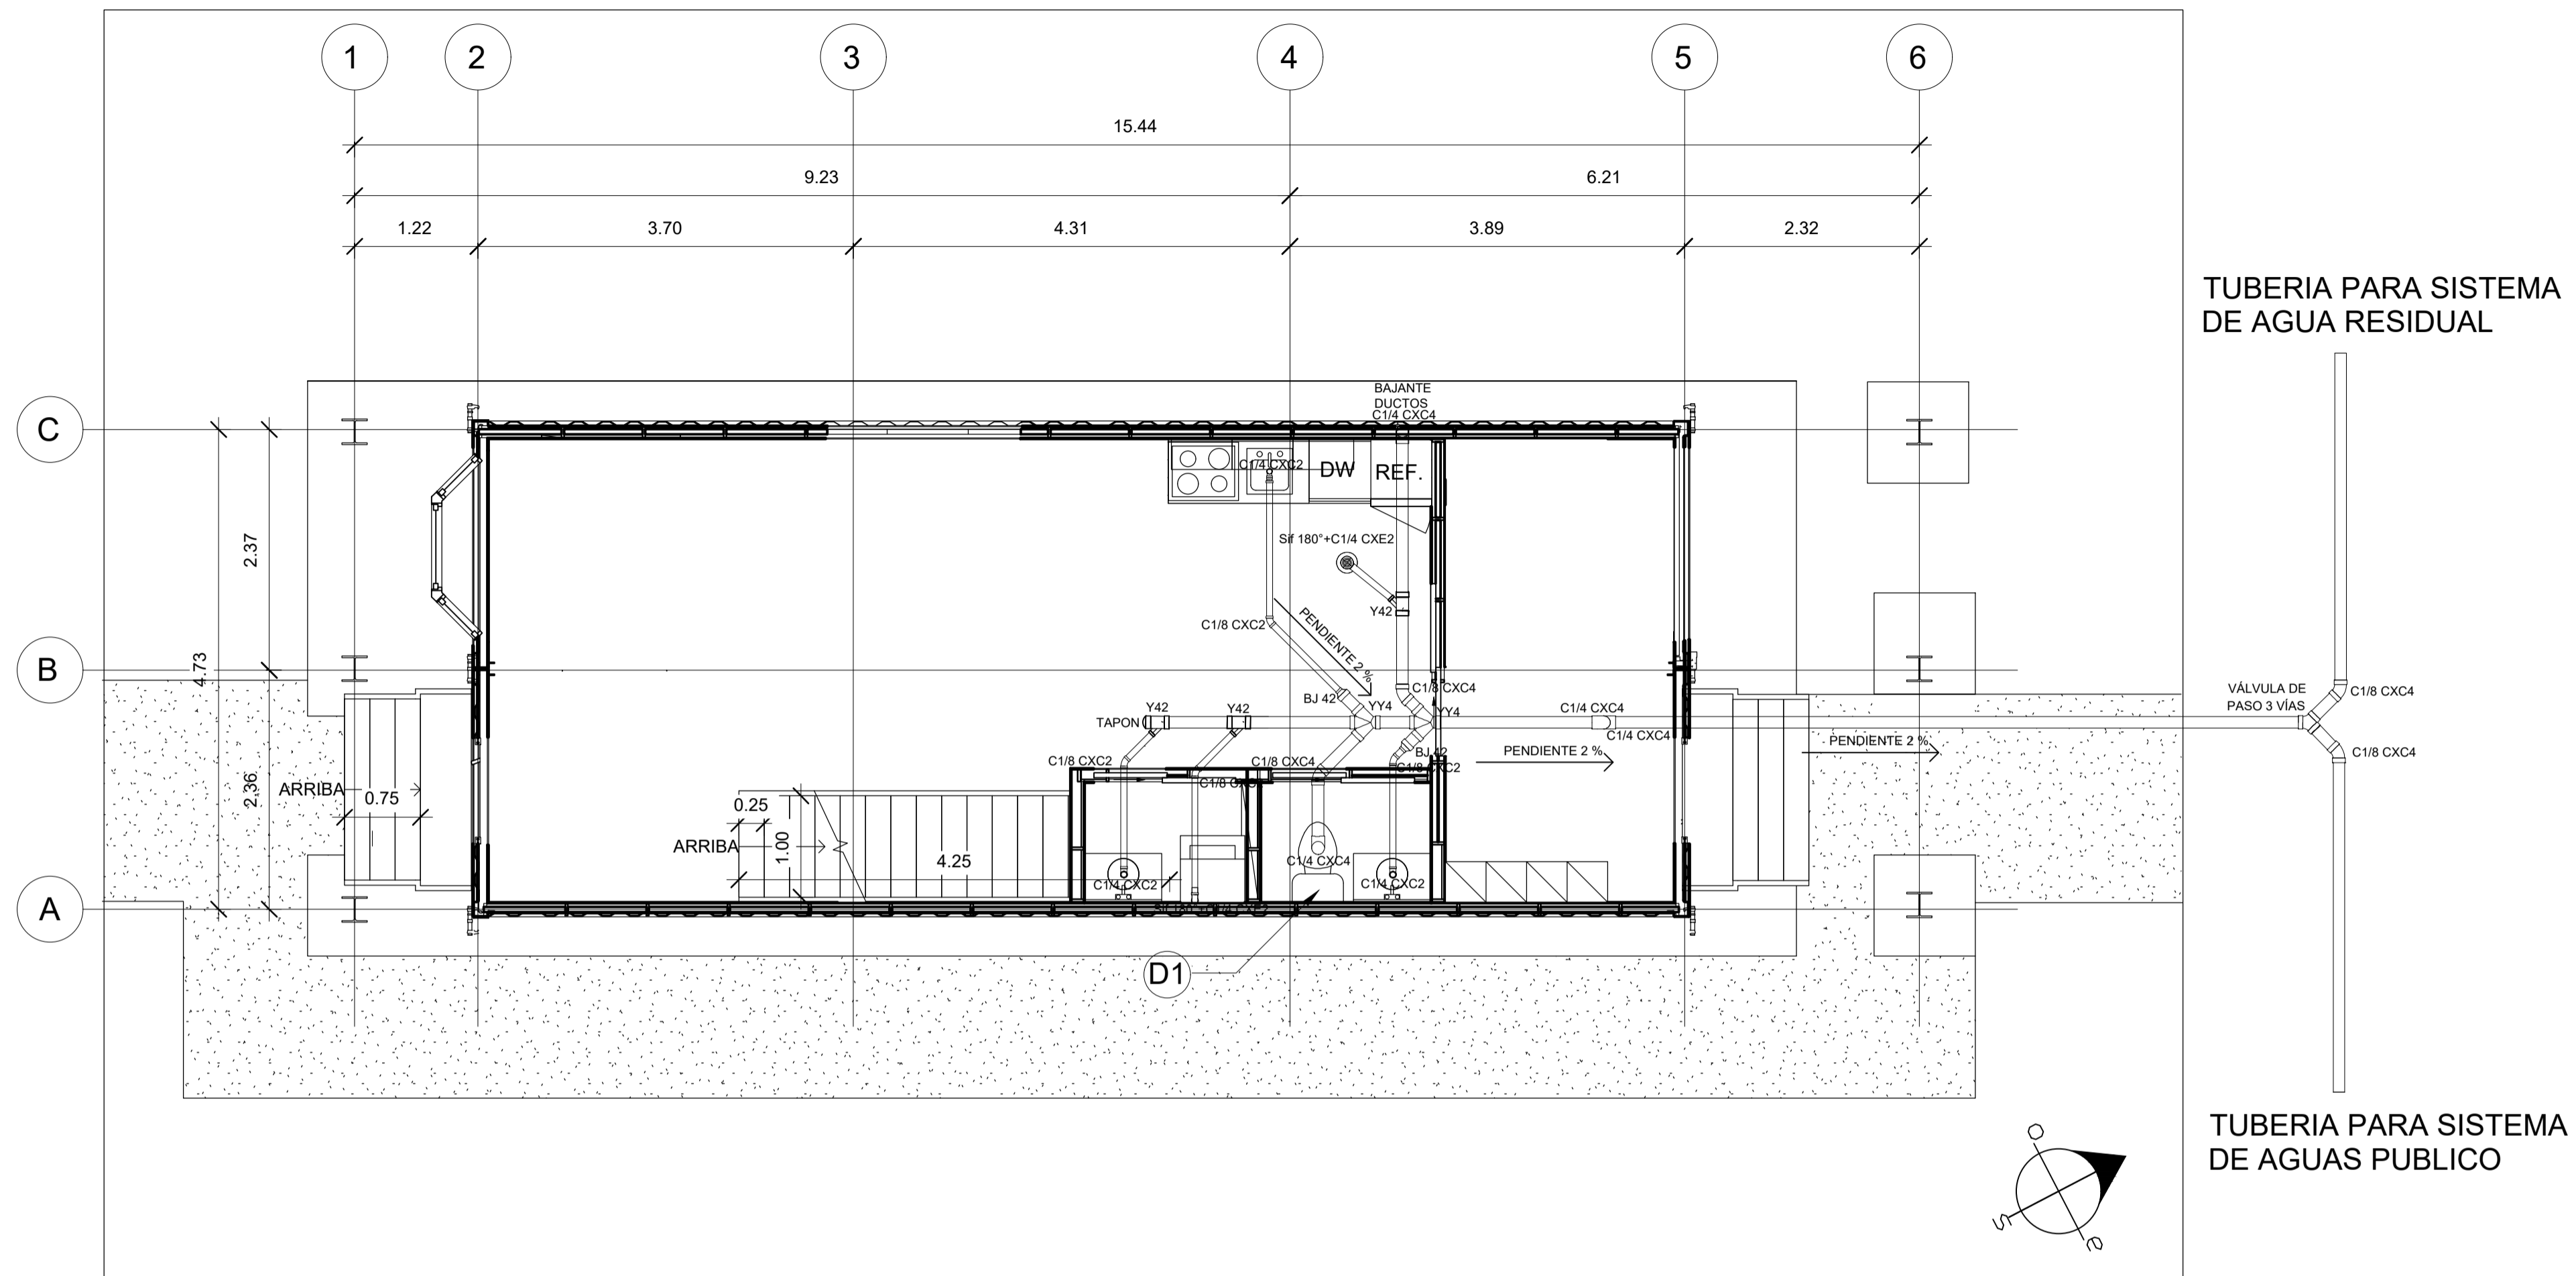 1
2
3
4
5
6
15.44
9.23
6.21
1.22
3.70
4.31
3.89
2.32
TUBERIA PARA SISTEMA
DE AGUA RESIDUAL
BAJANTE
DUCTOS
C1/4 CXC4
C
C1/4 CXC2
DW
REF.
2.37
Sif 180°+C1/4 CXE2
Y42
C1/8 CXC2
PENDIENTE 2 %
B
4.73
C1/8 CXC4
BJ 42
YY4
YY4
VÁLVULA DE
PASO 3 VÍAS
C1/8 CXC4
TAPON
Y42
Y42
C1/4 CXC4
C1/4 CXC4
PENDIENTE 2 %
PENDIENTE 2 %
BJ 42
C1/8 CXC2
C1/8 CXC4
C1/8 CXC2
C1/8 CXC4
2.36
ARRIBA
0.75
0.25
1.00
ARRIBA
4.25
C1/4 CXC4
C1/4 CXC2
C1/4 CXC2
A
D1
TUBERIA PARA SISTEMA
DE AGUAS PUBLICO
O
S
e